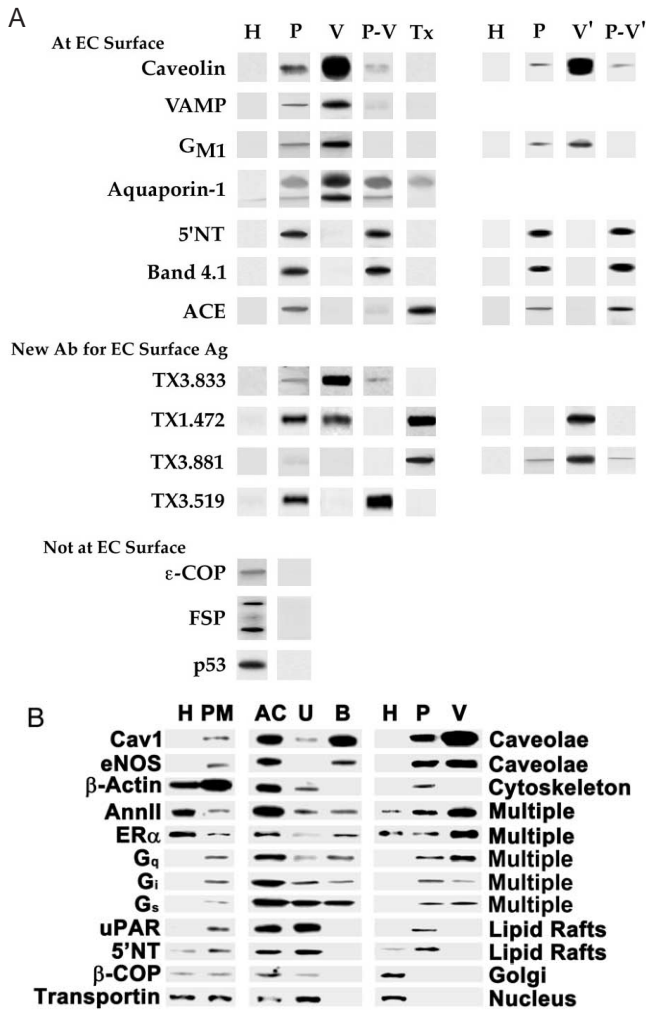 A
At EC Surface H P V P-V Tx H P V' P-V'
Caveolin
VAMP
GM1
Aquaporin-1
5'NT
Band 4.1
ACE
New Ab for EC Surface Ag
TX3.833
TX1.472
TX3.881
TX3.519
Not at EC Surface
ε-COP
FSP
p53
B
H PM AC U B H P V
Cav1 Caveolae
eNOS Caveolae
β-Actin Cytoskeleton
AnnII Multiple
ERα Multiple
Gq Multiple
Gi Multiple
Gs Multiple
uPAR Lipid Rafts
5'NT Lipid Rafts
β-COP Golgi
Transportin Nucleus